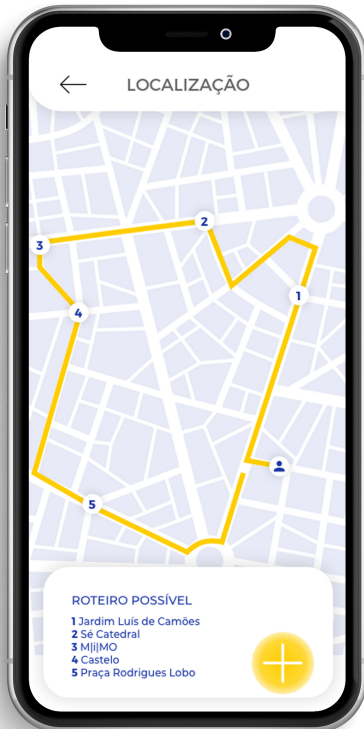 LOCALIZAÇÃO
2
3
1
4
5
ROTEIRO POSSÍVEL
1 Jardim Luís de Camões
2 Sé Catedral
3 M|i|MO
4 Castelo
5 Praça Rodrigues Lobo